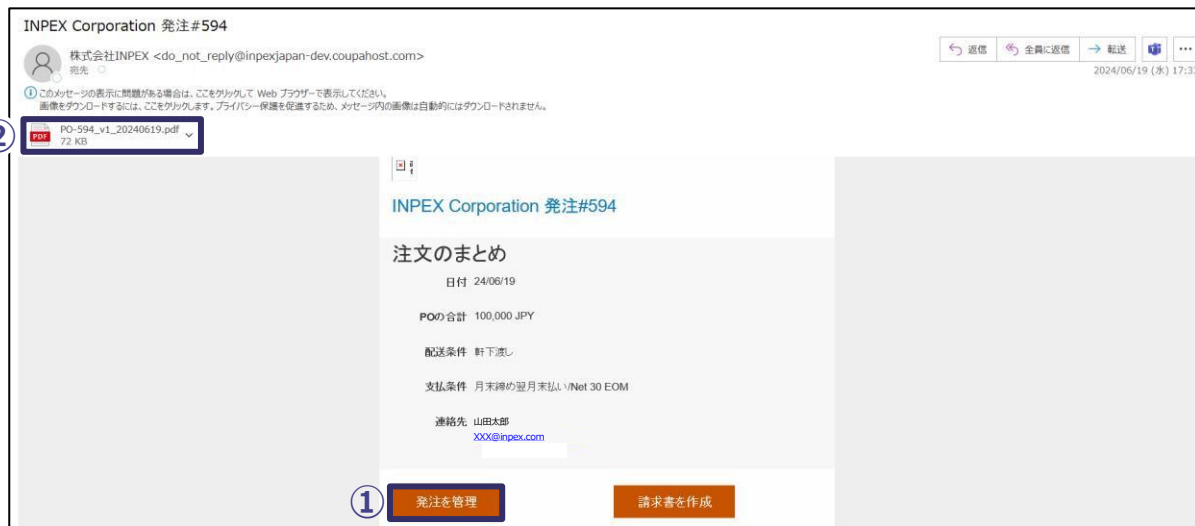 INPEX Corporation 発注#594
株式会社INPEX <do_not_reply@inpexjapan-dev.coupahost.com>
宛先
返信 全員に返信 転送
2024/06/19 (水) 17:33
このメッセージの表示に問題がある場合は、ここをクリックして Web ブラウザーで表示してください。
画像をダウンロードするには、ここをクリックします。プライバシー保護を促進するため、メッセージ内の画像は自動的にはダウンロードされません。
②
PDF
PO-594_v1_20240619.pdf
72 KB
INPEX Corporation 発注#594
注文のまとめ
日付 24/06/19
POの合計 100,000 JPY
配送条件 軒下渡し
支払条件 月末締め翌月末払い/Net 30 EOM
連絡先 山田太郎
XXX@inpex.com
① 発注を管理 請求書を作成